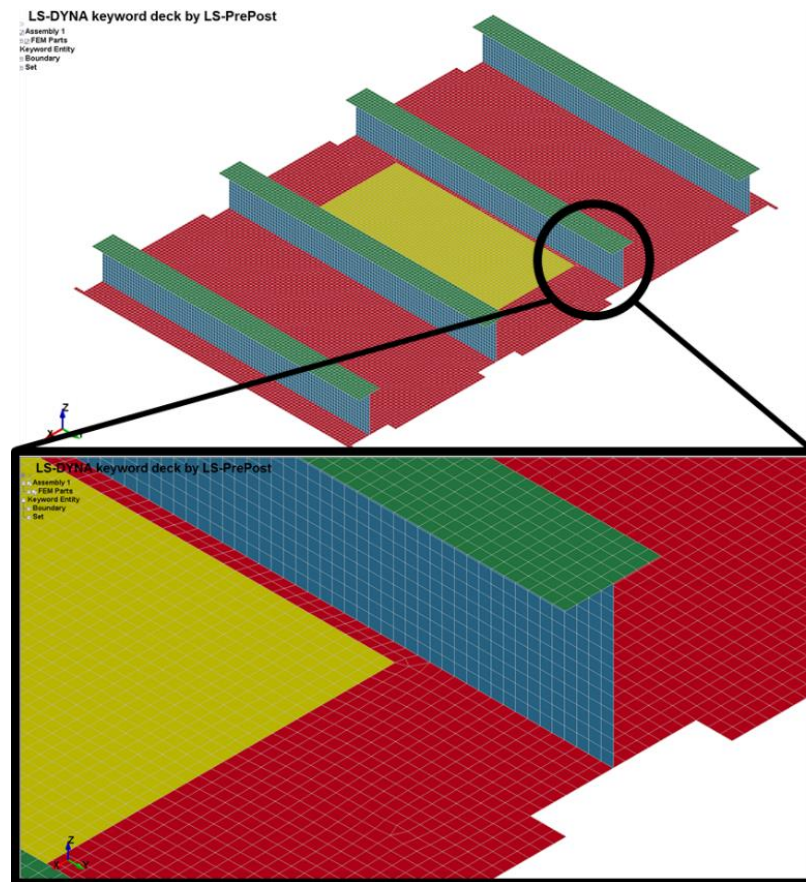 LS-DYNA keyword deck by LS-PrePost
Assembly 1
FEM Parts
Keyword Entity
Boundary
Set
Z
X
LS-DYNA keyword deck by LS-PrePost
Assembly 1
FEM Parts
Keyword Entity
Boundary
Set
Z
X
Y